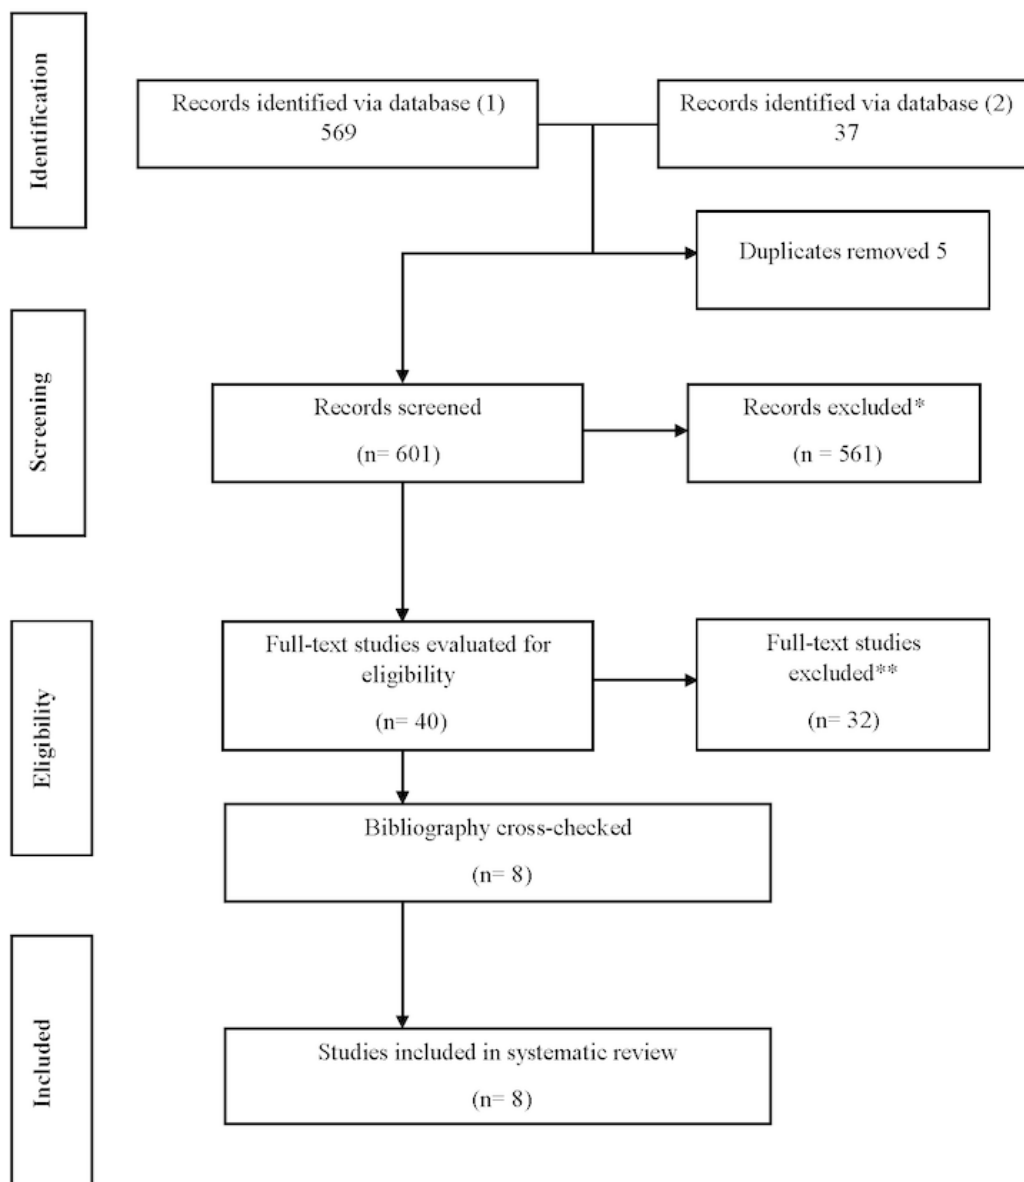 Identification
Records identified via database (1)
569
Records identified via database (2)
37
Duplicates removed 5
Screening
Records screened
(n= 601)
Records excluded*
(n = 561)
Eligibility
Full-text studies evaluated for
eligibility
(n= 40)
Full-text studies
excluded**
(n= 32)
Bibliography cross-checked
(n= 8)
Included
Studies included in systematic review
(n= 8)